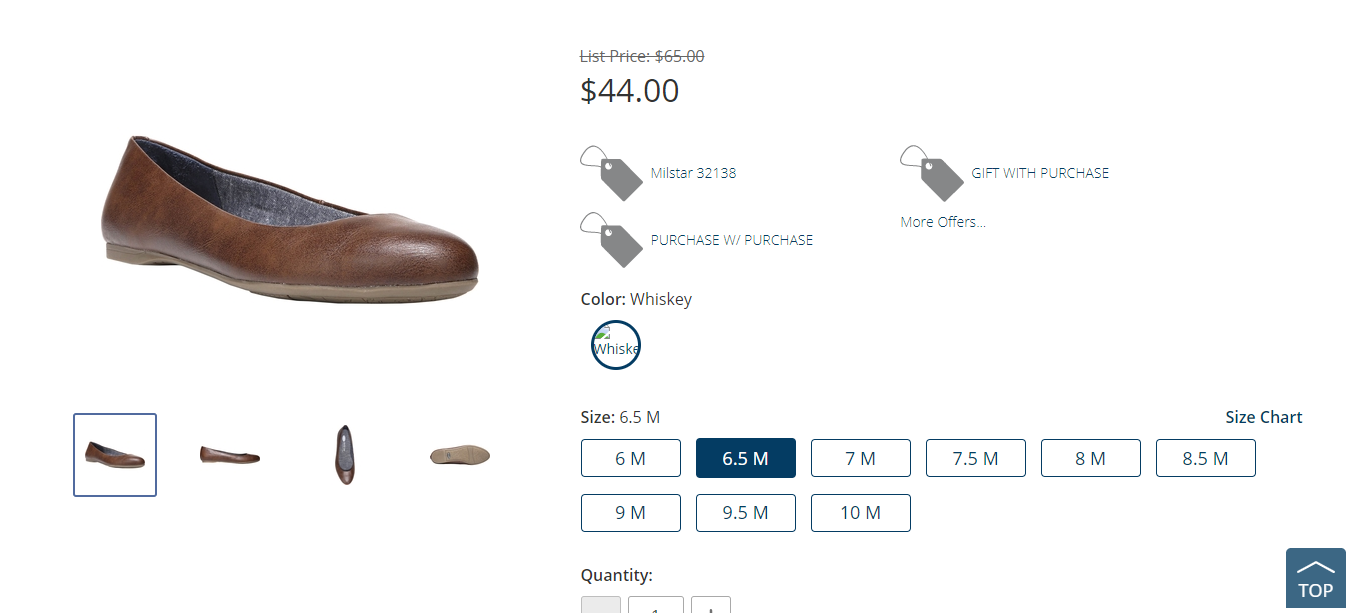 List Price: $65.00
$44.00
Milstar 32138
GIFT WITH PURCHASE
PURCHASE W/ PURCHASE
More Offers...
Color: Whiskey
Whiske
Size: 6.5 M
Size Chart
6 M
6.5 M
7 M
7.5 M
8 M
8.5 M
9 M
9.5 M
10 M
Quantity:
TOP